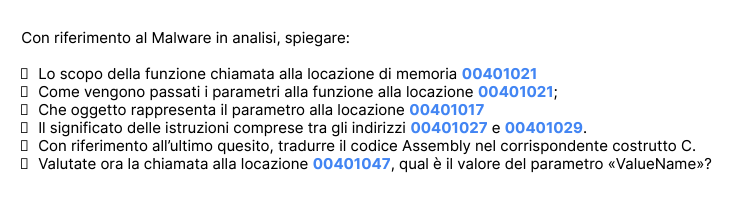 Con riferimento al Malware in analisi, spiegare:
Lo scopo della funzione chiamata alla locazione di memoria 00401021
Come vengono passati i parametri alla funzione alla locazione 00401021;
Che oggetto rappresenta il parametro alla locazione 00401017
Il significato delle istruzioni comprese tra gli indirizzi 00401027 e 00401029.
Con riferimento all’ultimo quesito, tradurre il codice Assembly nel corrispondente costrutto C.
Valutate ora la chiamata alla locazione 00401047, qual è il valore del parametro «ValueName»?